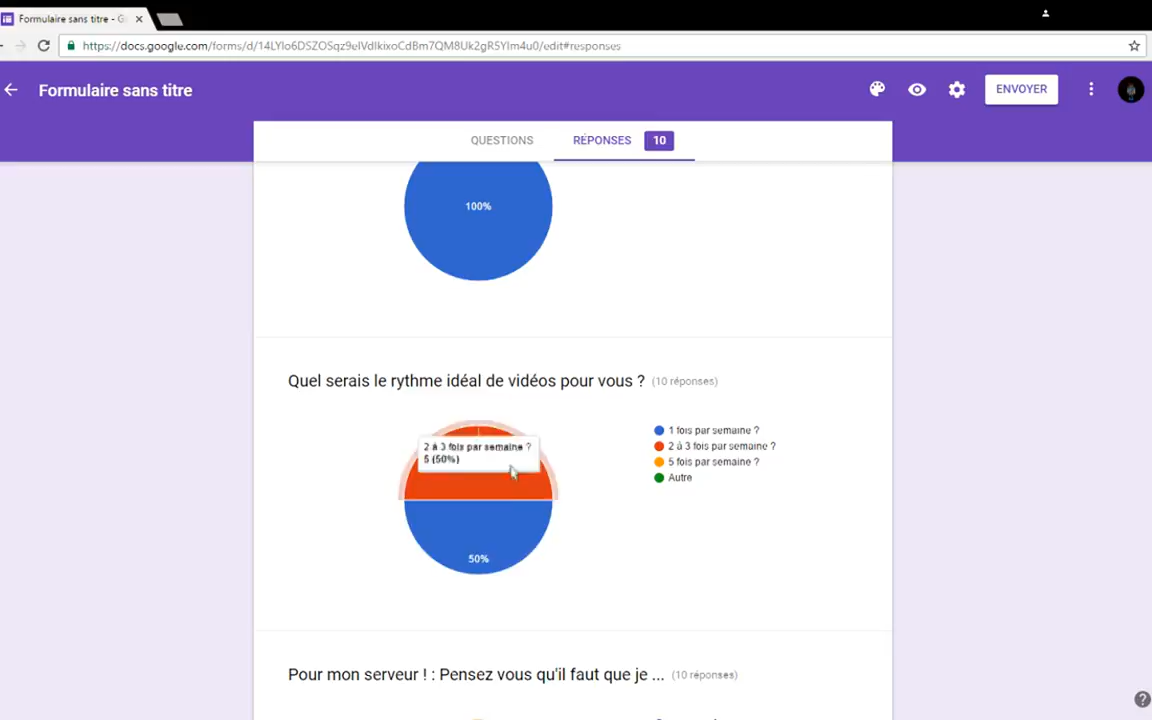 Formulaire sans titre - G
https://docs.google.com/forms/d/14LYlo6DSZOSqz9elVdlkixoCdBm7QM8Uk2gR5Ylm4u0/edit#responses
Formulaire sans titre
ENVOYER
QUESTIONS
RÉPONSES
10
100%
Quel serais le rythme idéal de vidéos pour vous ? (10 réponses)
2 à 3 fois par semaine ?
5 (50%)
50%
1 fois par semaine ?
2 à 3 fois par semaine ?
5 fois par semaine ?
Autre
Pour mon serveur ! : Pensez vous qu'il faut que je ... (10 réponses)